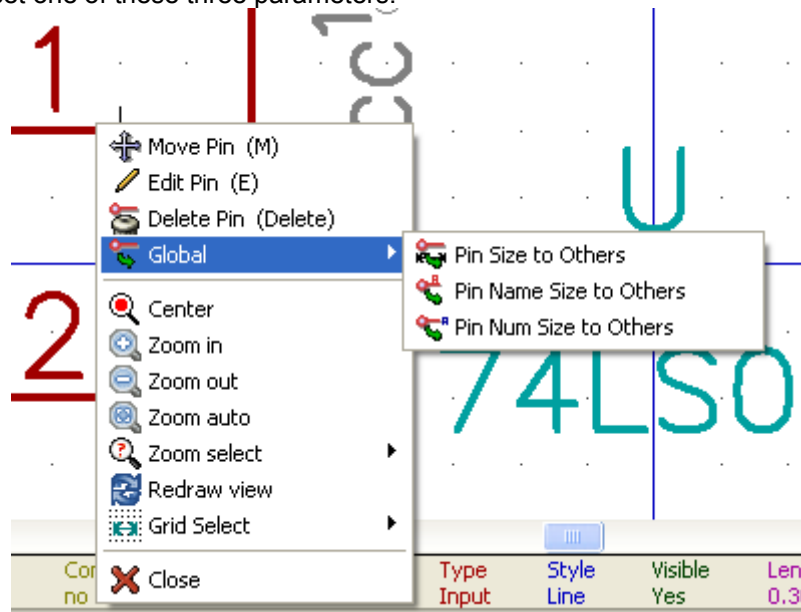 1
Move Pin (M)
Edit Pin (E)
Delete Pin (Delete)
Global
Pin Size to Others
Pin Name Size to Others
Pin Num Size to Others
U
2
Center
Zoom in
Zoom out
Zoom auto
Zoom select
Redraw view
Grid Select
Close
74LS0
Type Style Visible
no Input Line Yes